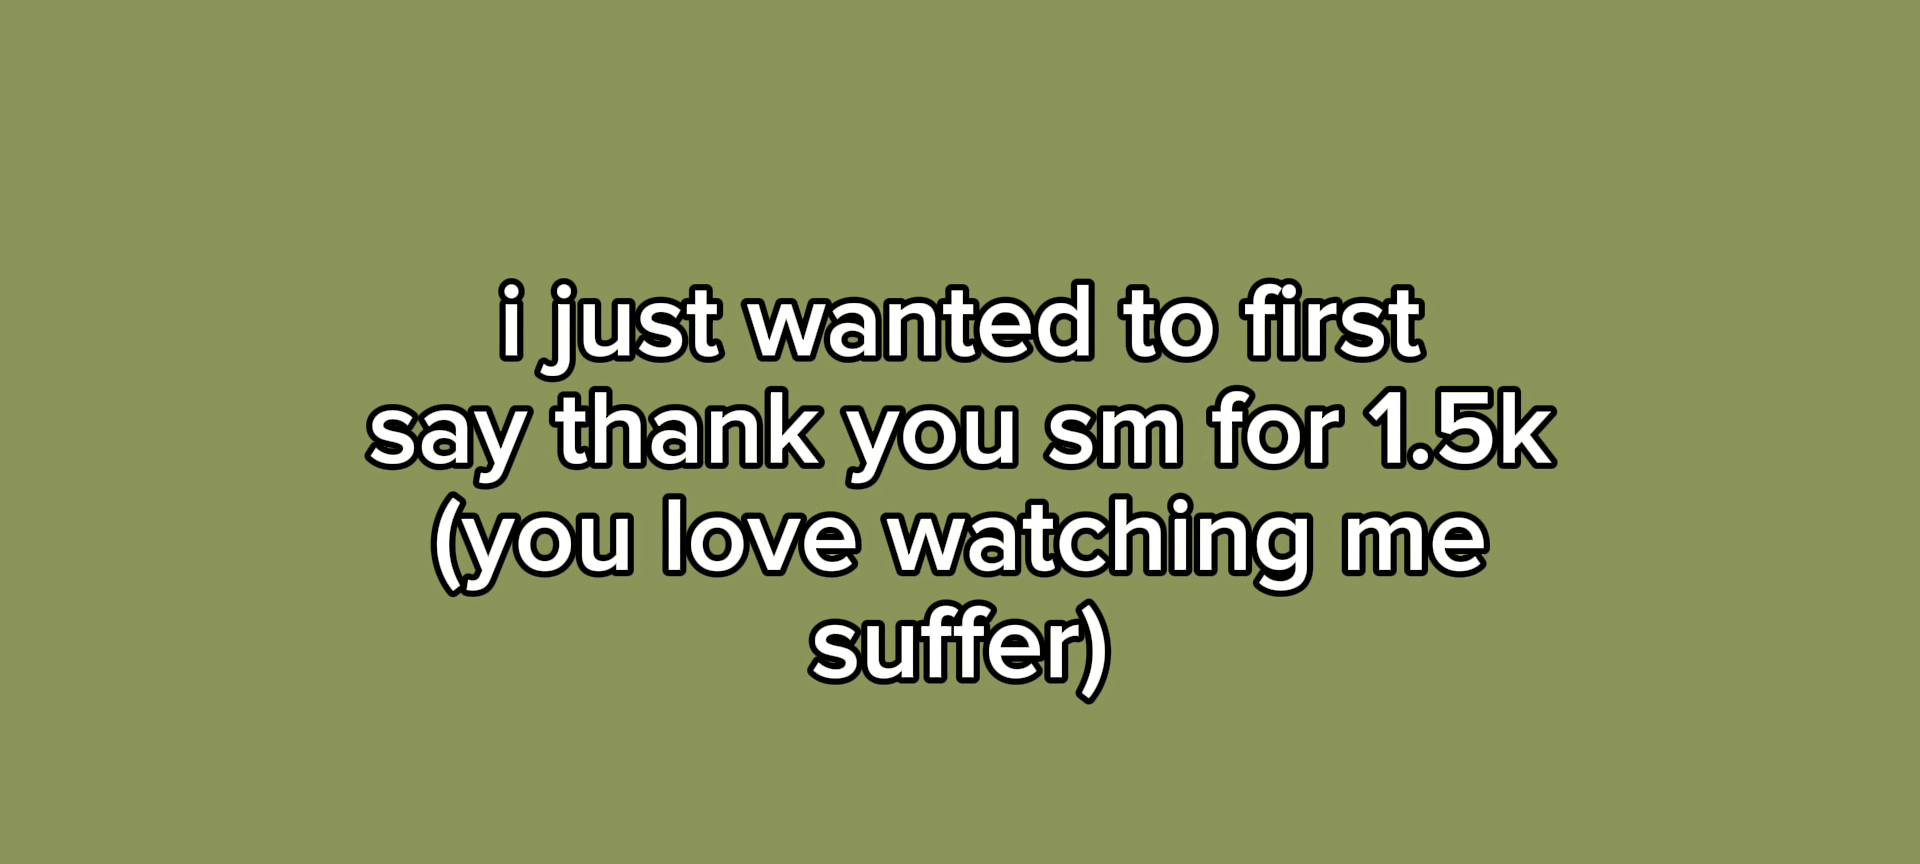 i just wanted to first
say thank you sm for 1.5k
(you love watching me
suffer)